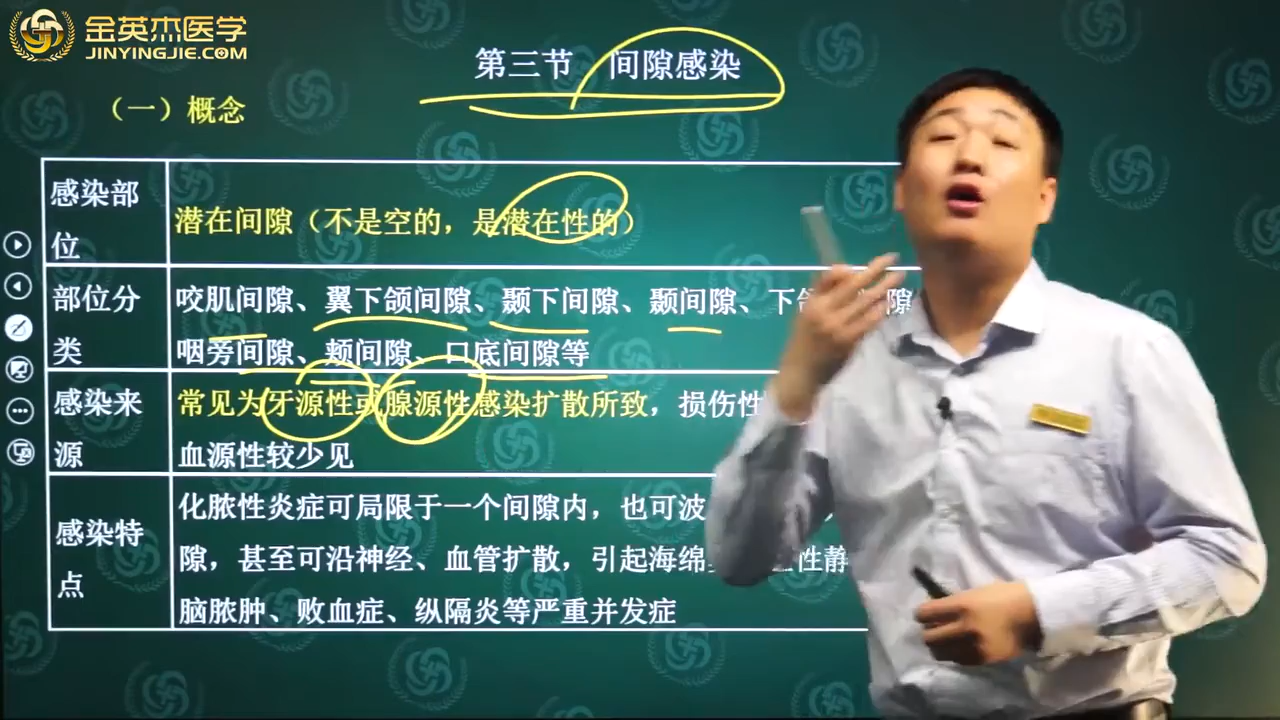 金英杰医学
JINYINGJIE.COM
第三节 间隙感染
（一）概念
感染部
位
潜在间隙（不是空的，是潜在性的）
部位分
类
咬肌间隙、翼下颌间隙、颞下间隙、颞间隙、下
隙
咽旁间隙、颊间隙、口底间隙等
感染来
源
常见为牙源性或腺源性感染扩散所致，损伤性
血源性较少见
感染特
点
化脓性炎症可局限于一个间隙内，也可波
隙，甚至可沿神经、血管扩散，引起海绵
性静
脑脓肿、败血症、纵隔炎等严重并发症